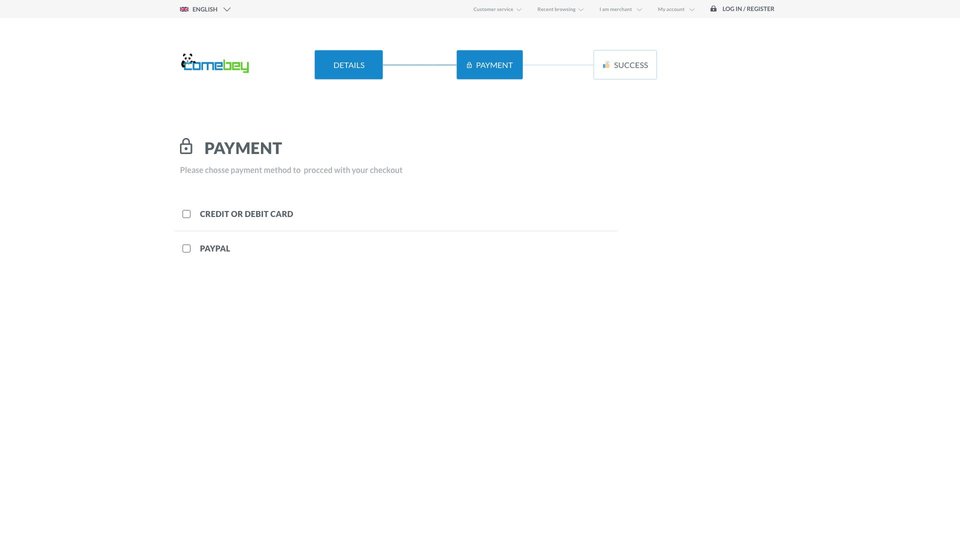 ENGLISH
Customer service
Recent browsing
I am merchant
My account
LOG IN / REGISTER
comebey
DETAILS
PAYMENT
SUCCESS
PAYMENT
Please chosse payment method to procced with your checkout
CREDIT OR DEBIT CARD
PAYPAL